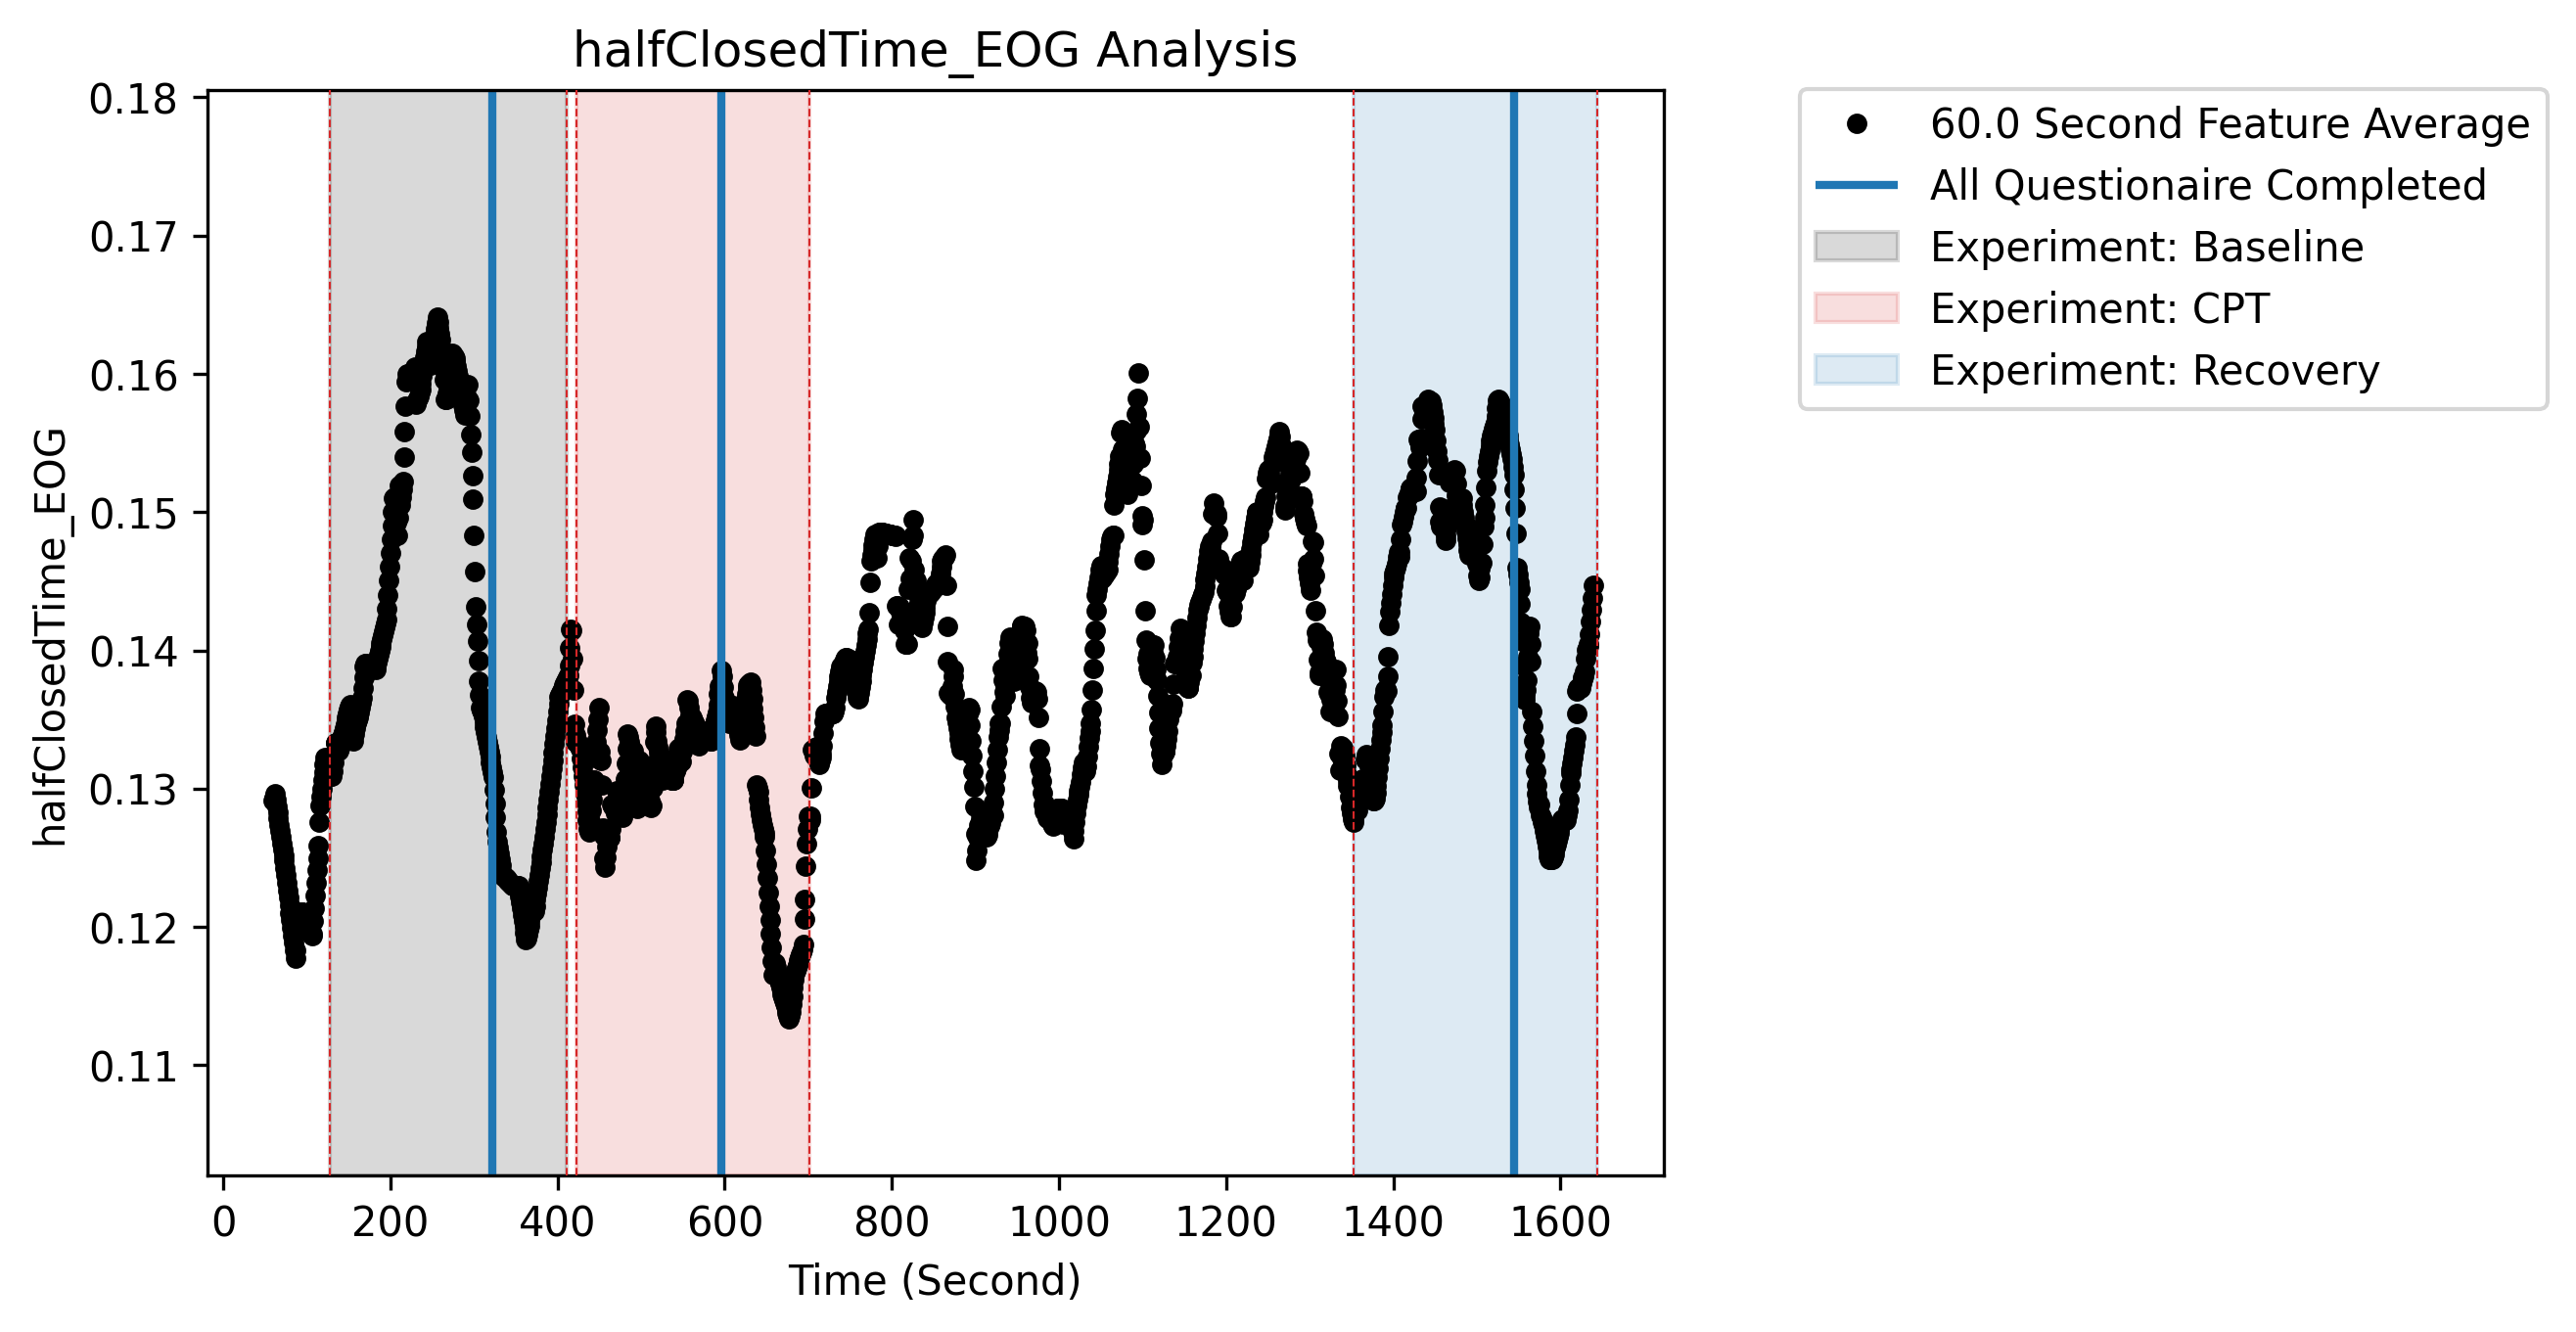 halfClosedTime_EOG Analysis
halfClosedTime_EOG
0.18
0.17
0.16
0.15
0.14
0.13
0.12
0.11
0 200 400 600 800 1000 1200 1400 1600
Time (Second)
60.0 Second Feature Average
All Questionaire Completed
Experiment: Baseline
Experiment: CPT
Experiment: Recovery